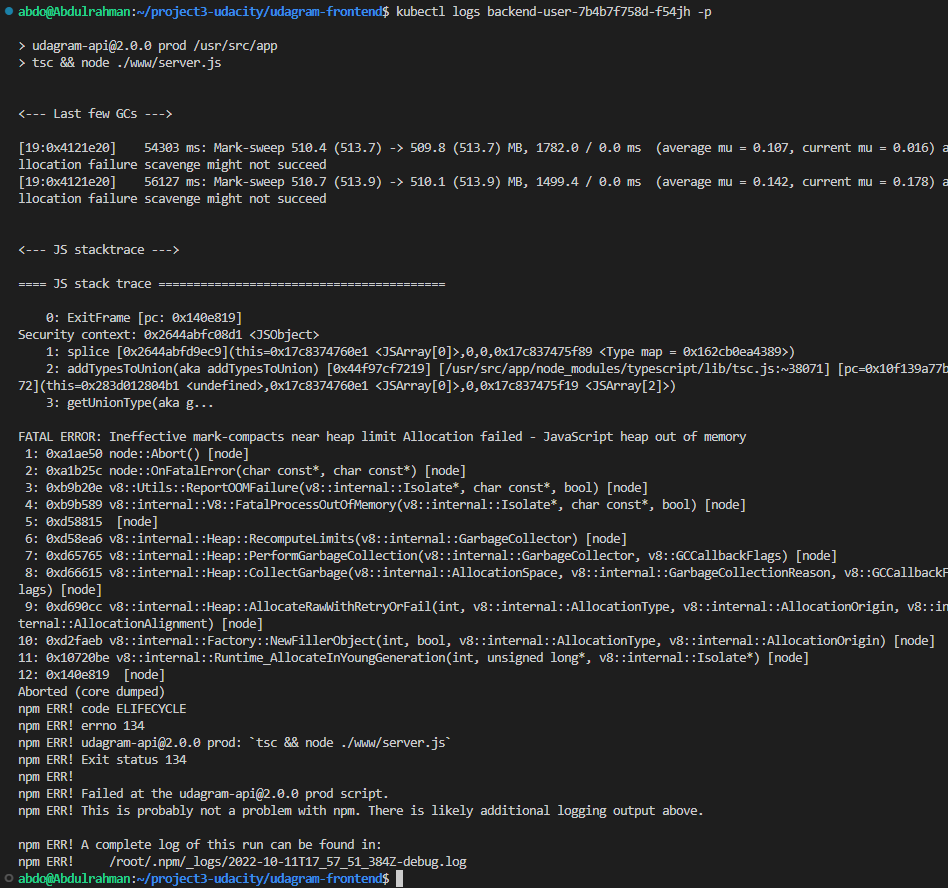 abdo@Abdulrahman:~/project3-udacity/udagram-frontend$ kubectl logs backend-user-7b4b7f758d-f54jh -p
> udagram-api@2.0.0 prod /usr/src/app
> tsc && node ./www/server.js
<--- Last few GCs --->
[19:0x4121e20]    54303 ms: Mark-sweep 510.4 (513.7) -> 509.8 (513.7) MB, 1782.0 / 0.0 ms  (average mu = 0.107, current mu = 0.016) a
llocation failure scavenge might not succeed
[19:0x4121e20]    56127 ms: Mark-sweep 510.7 (513.9) -> 510.1 (513.9) MB, 1499.4 / 0.0 ms  (average mu = 0.142, current mu = 0.178) a
llocation failure scavenge might not succeed
<--- JS stacktrace --->
==== JS stack trace =========================================
    0: ExitFrame [pc: 0x140e819]
Security context: 0x2644abfc08d1 <JSObject>
    1: splice [0x2644abfd9ec9](this=0x17c8374760e1 <JSArray[0]>,0,0,0x17c837475f89 <Type map = 0x162cb0ea4389>)
    2: addTypesToUnion(aka addTypesToUnion) [0x44f97cf7219] [/usr/src/app/node_modules/typescript/lib/tsc.js:~38071] [pc=0x10f139a77b
72](this=0x283d012804b1 <undefined>,0x17c8374760e1 <JSArray[0]>,0,0x17c837475f19 <JSArray[2]>)
    3: getUnionType(aka g...
FATAL ERROR: Ineffective mark-compacts near heap limit Allocation failed - JavaScript heap out of memory
 1: 0xa1ae50 node::Abort() [node]
 2: 0xa1b25c node::OnFatalError(char const*, char const*) [node]
 3: 0xb9b20e v8::Utils::ReportOOMFailure(v8::internal::Isolate*, char const*, bool) [node]
 4: 0xb9b589 v8::internal::V8::FatalProcessOutOfMemory(v8::internal::Isolate*, char const*, bool) [node]
 5: 0xd58815  [node]
 6: 0xd58ea6 v8::internal::Heap::RecomputeLimits(v8::internal::GarbageCollector) [node]
 7: 0xd65765 v8::internal::Heap::PerformGarbageCollection(v8::internal::GarbageCollector, v8::GCCallbackFlags) [node]
 8: 0xd66615 v8::internal::Heap::CollectGarbage(v8::internal::AllocationSpace, v8::internal::GarbageCollectionReason, v8::GCCallbackF
lags) [node]
 9: 0xd690cc v8::internal::Heap::AllocateRawWithRetryOrFail(int, v8::internal::AllocationType, v8::internal::AllocationOrigin, v8::in
ternal::AllocationAlignment) [node]
10: 0xd2faeb v8::internal::Factory::NewFillerObject(int, bool, v8::internal::AllocationType, v8::internal::AllocationOrigin) [node]
11: 0x10720be v8::internal::Runtime_AllocateInYoungGeneration(int, unsigned long*, v8::internal::Isolate*) [node]
12: 0x140e819  [node]
Aborted (core dumped)
npm ERR! code ELIFECYCLE
npm ERR! errno 134
npm ERR! udagram-api@2.0.0 prod: `tsc && node ./www/server.js`
npm ERR! Exit status 134
npm ERR!
npm ERR! Failed at the udagram-api@2.0.0 prod script.
npm ERR! This is probably not a problem with npm. There is likely additional logging output above.
npm ERR! A complete log of this run can be found in:
npm ERR!     /root/.npm/_logs/2022-10-11T17_57_51_384Z-debug.log
abdo@Abdulrahman:~/project3-udacity/udagram-frontend$